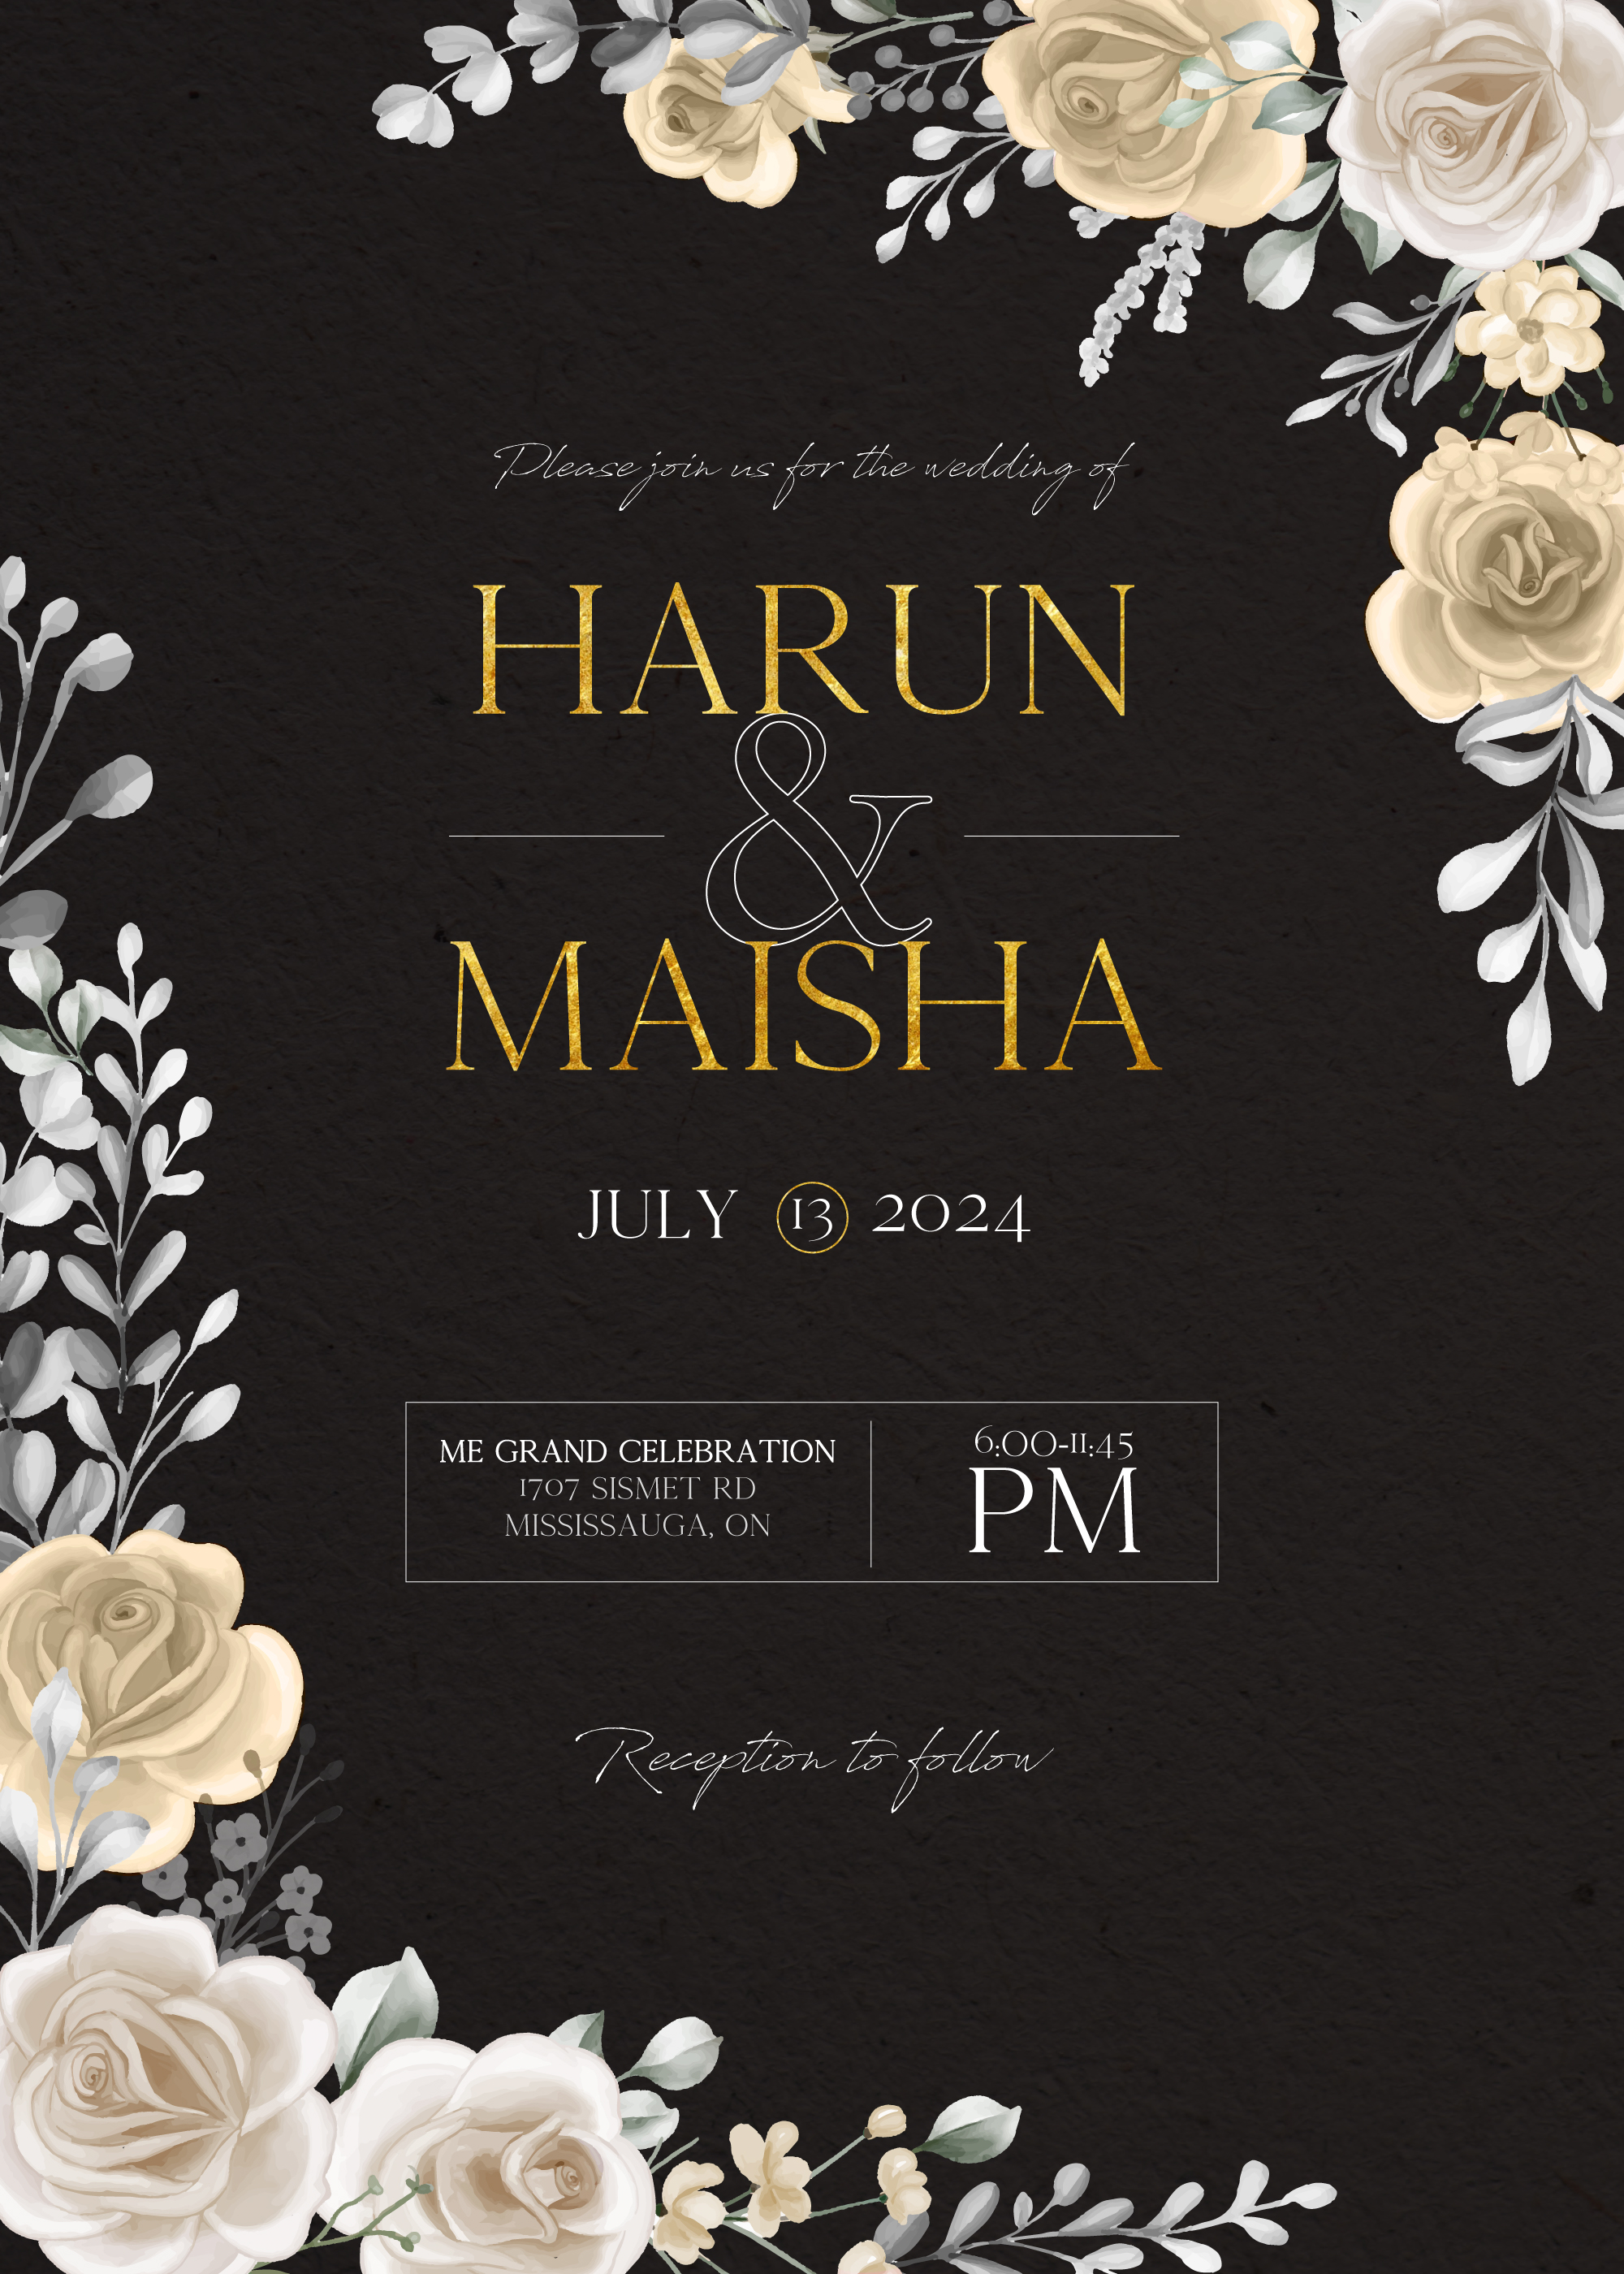 Please join us for the wedding of
HARUN
&
MAISHA
JULY 13 2024
ME GRAND CELEBRATION
1707 SISMET RD
MISSISSAUGA, ON
6:00-11:45
PM
Reception to follow